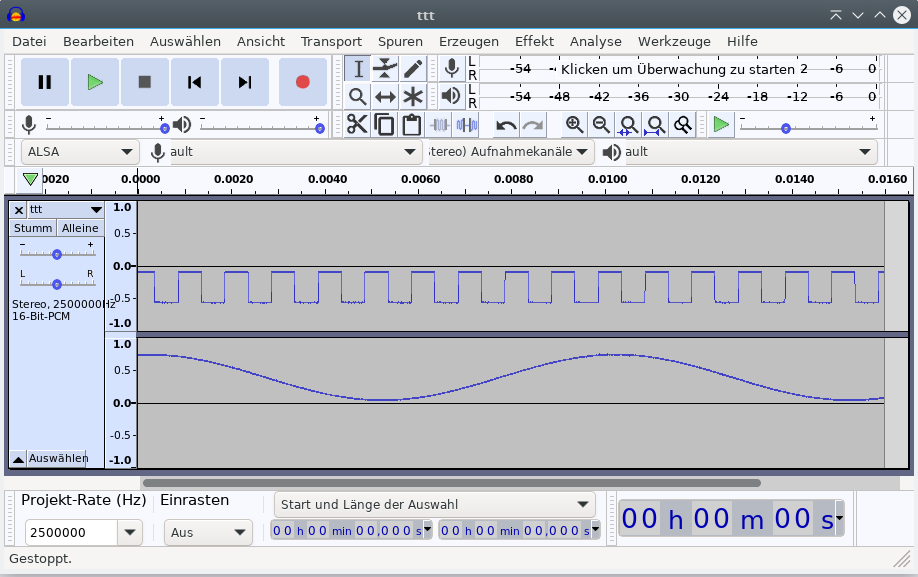 ttt
Datei Bearbeiten Auswählen Ansicht Transport Spuren Erzeugen Effekt Analyse Werkzeuge Hilfe
L R -54 - Klicken um Überwachung zu starten 2 -6 0
L R -54 -48 -42 -36 -30 -24 -18 -12 -6 0
- + - + - +
ALSA ault Stereo) Aufnahmekanäle ault
0020 0.0000 0.0020 0.0040 0.0060 0.0080 0.0100 0.0120 0.0140 0.0160
ttt
Stumm Alleine
- +
L R
Stereo, 2500000Hz
16-Bit-PCM
Auswählen
1.0
0.5
0.0
-0.5
-1.0
1.0
0.5
0.0
-0.5
-1.0
Projekt-Rate (Hz) Einrasten Start und Länge der Auswahl
2500000 Aus 00 h 00 min 00,000 s 00 h 00 min 00,000 s
00 h 00 m 00 s
Gestoppt.